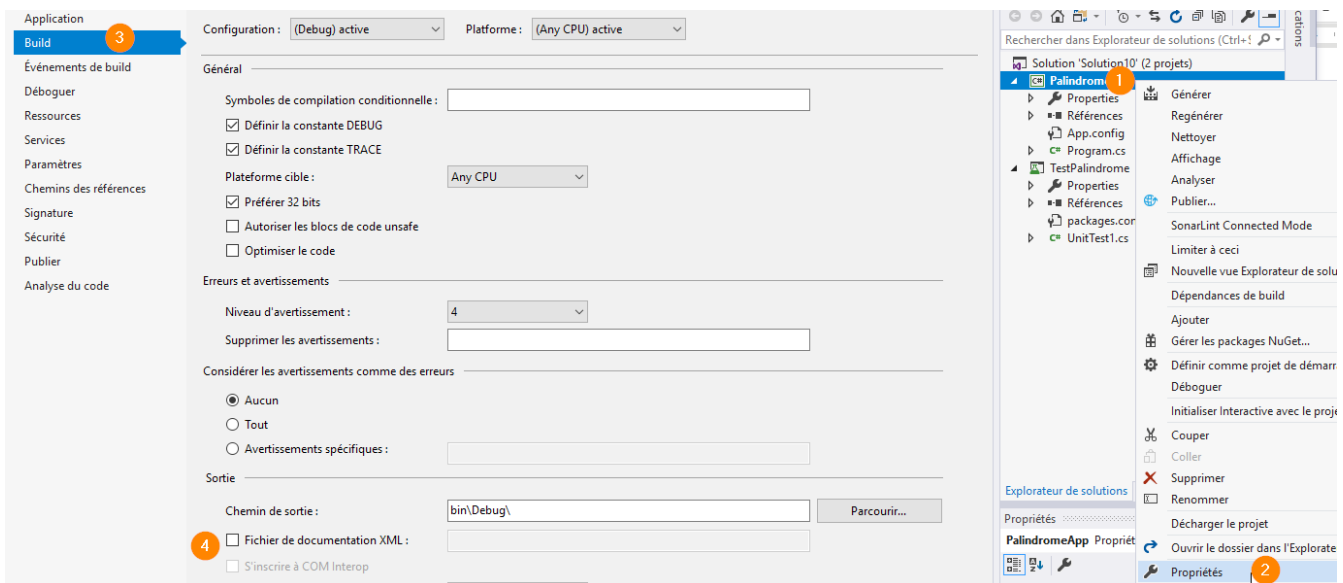 Application
3
Build
Événements de build
Déboguer
Ressources
Services
Paramètres
Chemins des références
Signature
Sécurité
Publier
Analyse du code
Configuration : (Debug) active Platforme : (Any CPU) active
Général
Symboles de compilation conditionnelle :
Définir la constante DEBUG
Définir la constante TRACE
Plateforme cible : Any CPU
Préférer 32 bits
Autoriser les blocs de code unsafe
Optimiser le code
Erreurs et avertissements
Niveau d'avertissement : 4
Supprimer les avertissements :
Considérer les avertissements comme des erreurs
Aucun
Tout
Avertissements spécifiques :
Sortie
Chemin de sortie : bin\Debug\ Parcourir...
4 Fichier de documentation XML :
S'inscrire à COM Interop
Rechercher dans Explorateur de solutions (Ctrl+
Solution 'Solution10' (2 projets)
C# Palindrom 1
Properties
Références
App.config
C# Program.cs
TestPalindrome
Properties
Références
packages.con
C# UnitTest1.cs
Explorateur de solutions
Propriétés
PalindromeApp Propriét
cations
Générer
Regénérer
Nettoyer
Affichage
Analyser
Publier...
SonarLint Connected Mode
Limiter à ceci
Nouvelle vue Explorateur de solu
Dépendances de build
Ajouter
Gérer les packages NuGet...
Définir comme projet de démarr
Déboguer
Initialiser Interactive avec le proje
Couper
Coller
Supprimer
Renommer
Décharger le projet
Ouvrir le dossier dans l'Explorate
Propriétés 2